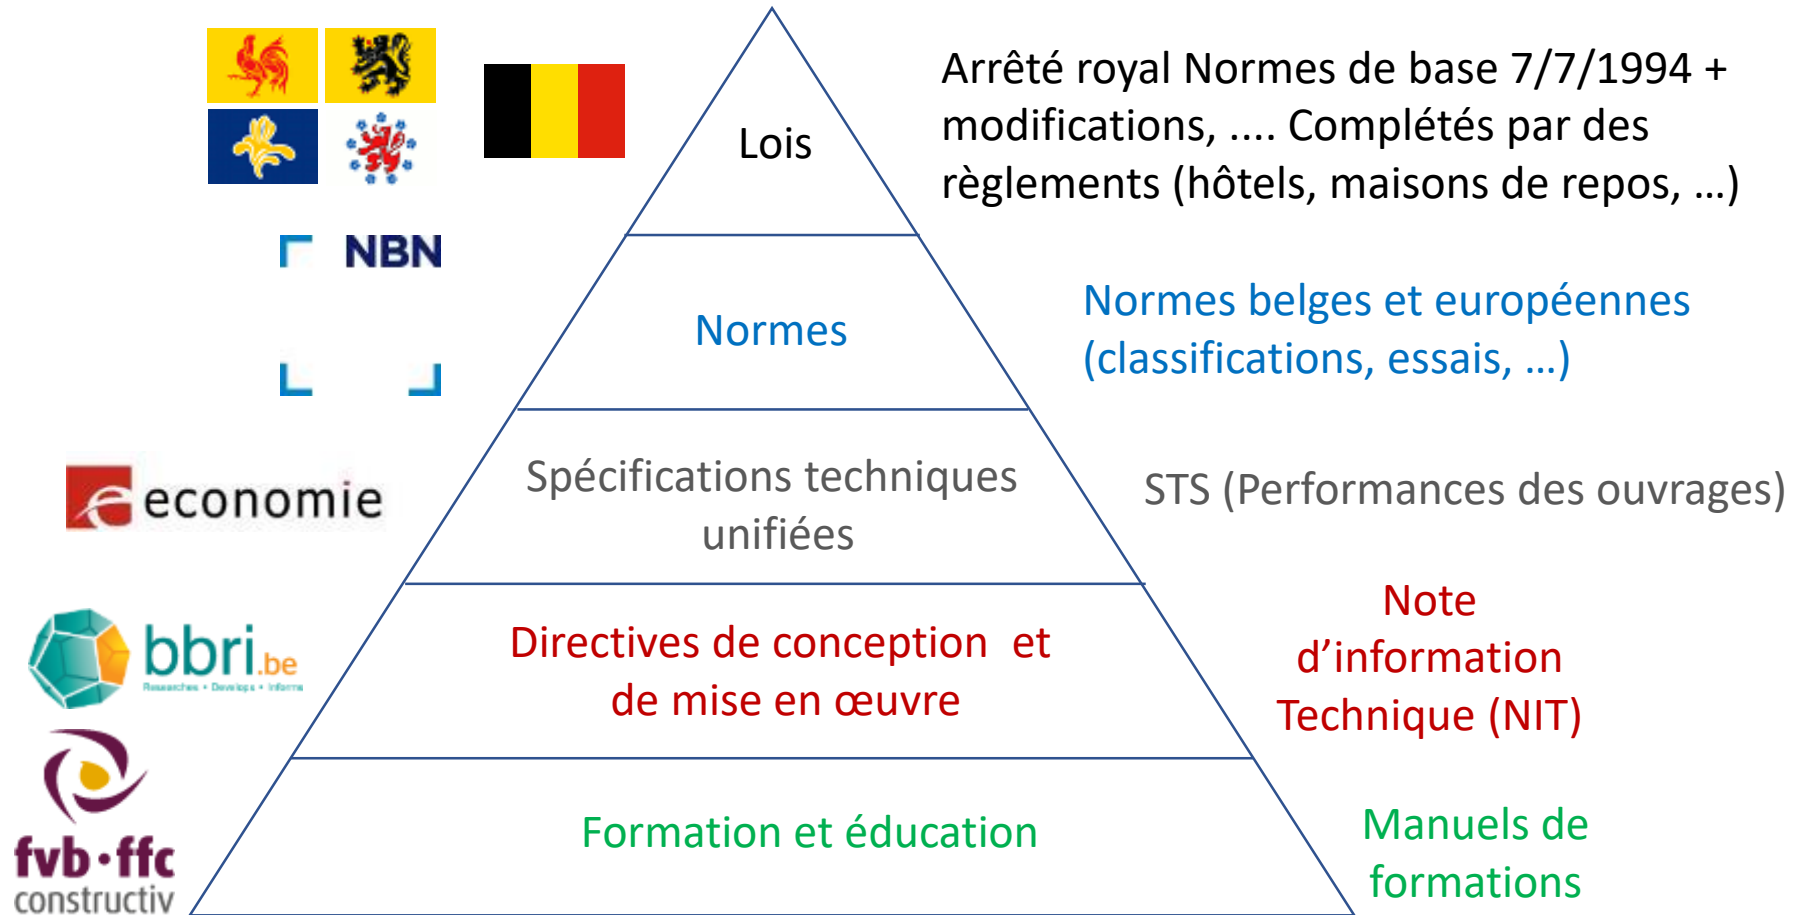 Lois
Arrêté royal Normes de base 7/7/1994 +
modifications, .... Complétés par des
règlements (hôtels, maisons de repos, …)
NBN
Normes
Normes belges et européennes
(classifications, essais, …)
economie
Spécifications techniques
unifiées
STS (Performances des ouvrages)
bbri.be
Researches • Develops • Informs
Directives de conception et
de mise en œuvre
Note
d’information
Technique (NIT)
fvb•ffc
constructiv
Formation et éducation
Manuels de
formations